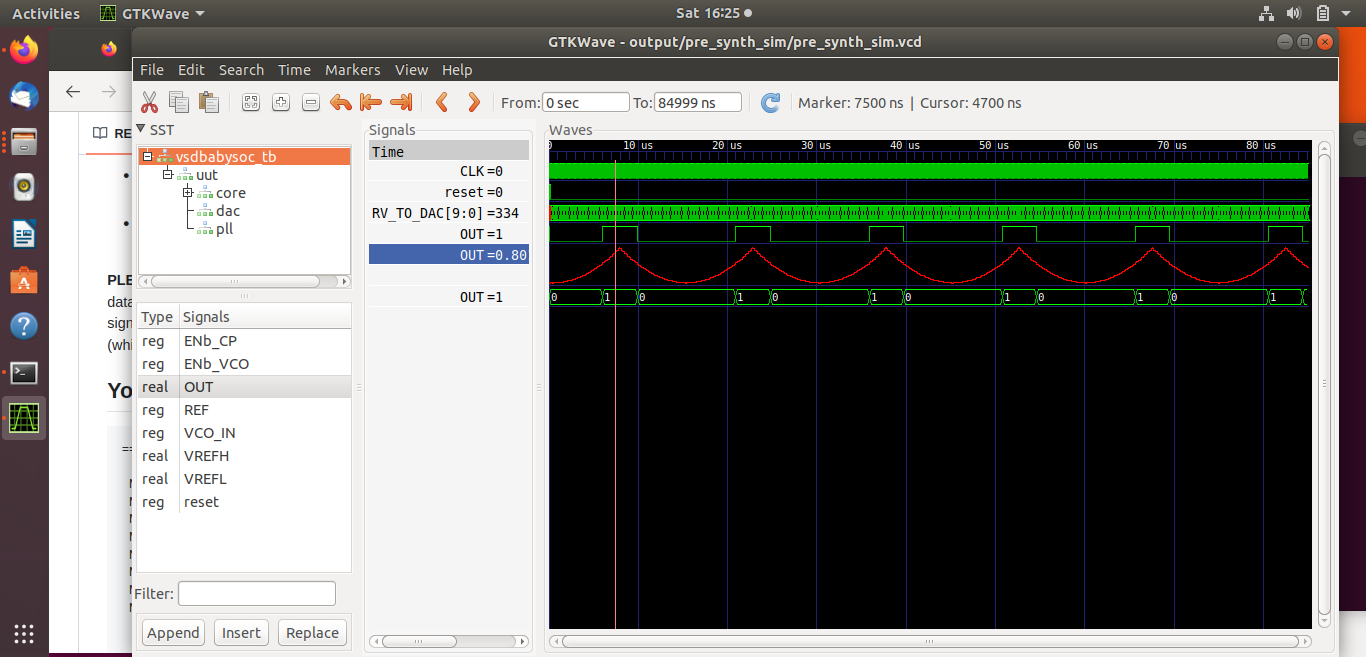 Activities GTKWave Sat 16:25
GTKWave - output/pre_synth_sim/pre_synth_sim.vcd
File Edit Search Time Markers View Help
From: 0 sec To: 84999 ns Marker: 7500 ns | Cursor: 4700 ns
SST
vsdbabysoc_tb
uut
core
dac
pll
Type Signals
reg ENb_CP
reg ENb_VCO
real OUT
reg REF
reg VCO_IN
real VREFH
real VREFL
reg reset
Filter:
Append Insert Replace
Signals
Time
CLK=0
reset=0
RV_TO_DAC[9:0]=334
OUT=1
OUT=0.80
OUT=1
Waves
0 10 us 20 us 30 us 40 us 50 us 60 us 70 us 80 us
0 1 0 1 0 1 0 1 0 1 0 1
RE
PLE
data
sign
(whi
Yo
==